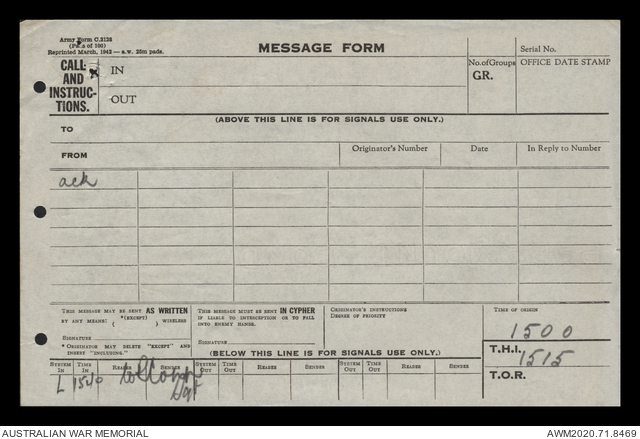 Army Form C.2128
(Pads of 100)
Reprinted March, 1942 — s.w. 25m pads.
MESSAGE FORM
Serial No.
CALL
AND
INSTRUC-
TIONS.
IN
OUT
No. of Groups
GR.
OFFICE DATE STAMP
(ABOVE THIS LINE IS FOR SIGNALS USE ONLY.)
TO
FROM
Originator's Number
Date
In Reply to Number
ack
THIS MESSAGE MAY BE SENT AS WRITTEN
BY ANY MEANS. *(EXCEPT) ( ) WIRELESS
SIGNATURE
* ORIGINATOR MAY DELETE "EXCEPT" AND
INSERT "INCLUDING."
THIS MESSAGE MUST BE SENT IN CYPHER
IF LIABLE TO INTERCEPTION OR TO FALL
INTO ENEMY HANDS.
SIGNATURE
ORIGINATOR'S INSTRUCTIONS
DEGREE OF PRIORITY
TIME OF ORIGIN
1500
T.H.I.
1515
T.O.R.
(BELOW THIS LINE IS FOR SIGNALS USE ONLY.)
SYSTEM IN
TIME IN
READER
SENDER
SYSTEM OUT
TIME OUT
READER
SENDER
SYSTEM OUT
TIME OUT
READER
SENDER
L
AUSTRALIAN WAR MEMORIAL
AWM2020.71.8469